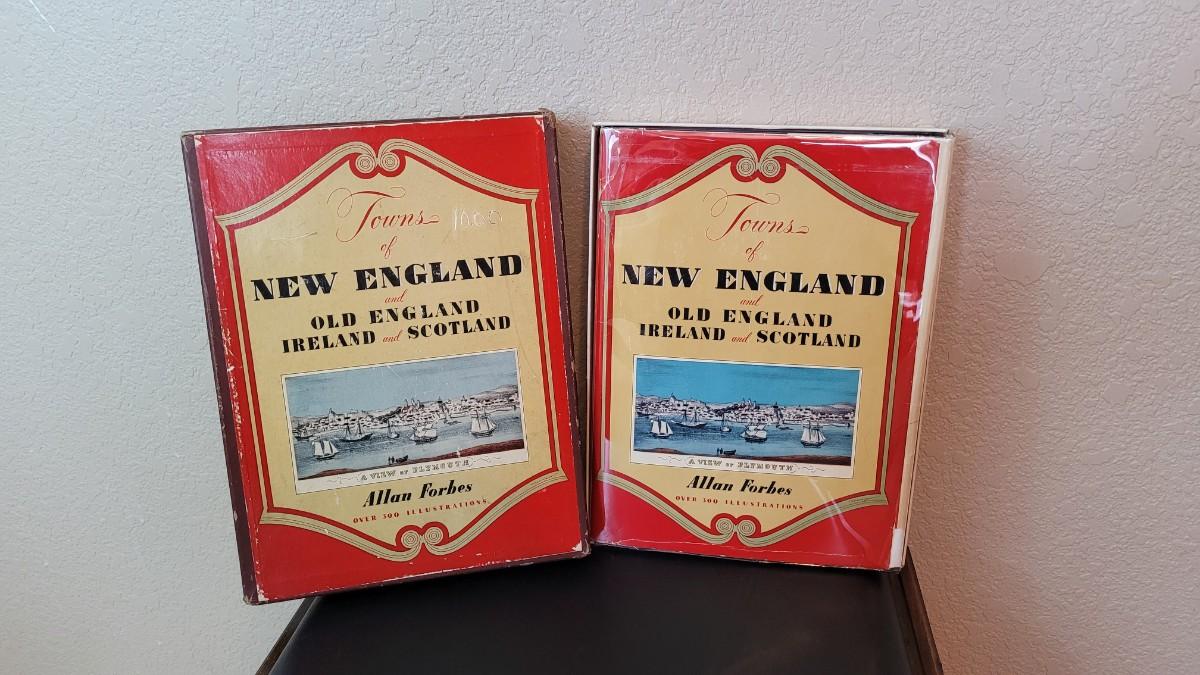 Towns 1000
of
NEW ENGLAND
and
OLD ENGLAND
IRELAND and SCOTLAND
A VIEW OF PLYMOUTH
Allan Forbes
OVER 300 ILLUSTRATIONS
Towns
of
NEW ENGLAND
and
OLD ENGLAND
IRELAND and SCOTLAND
A VIEW OF PLYMOUTH
Allan Forbes
OVER 300 ILLUSTRATIONS